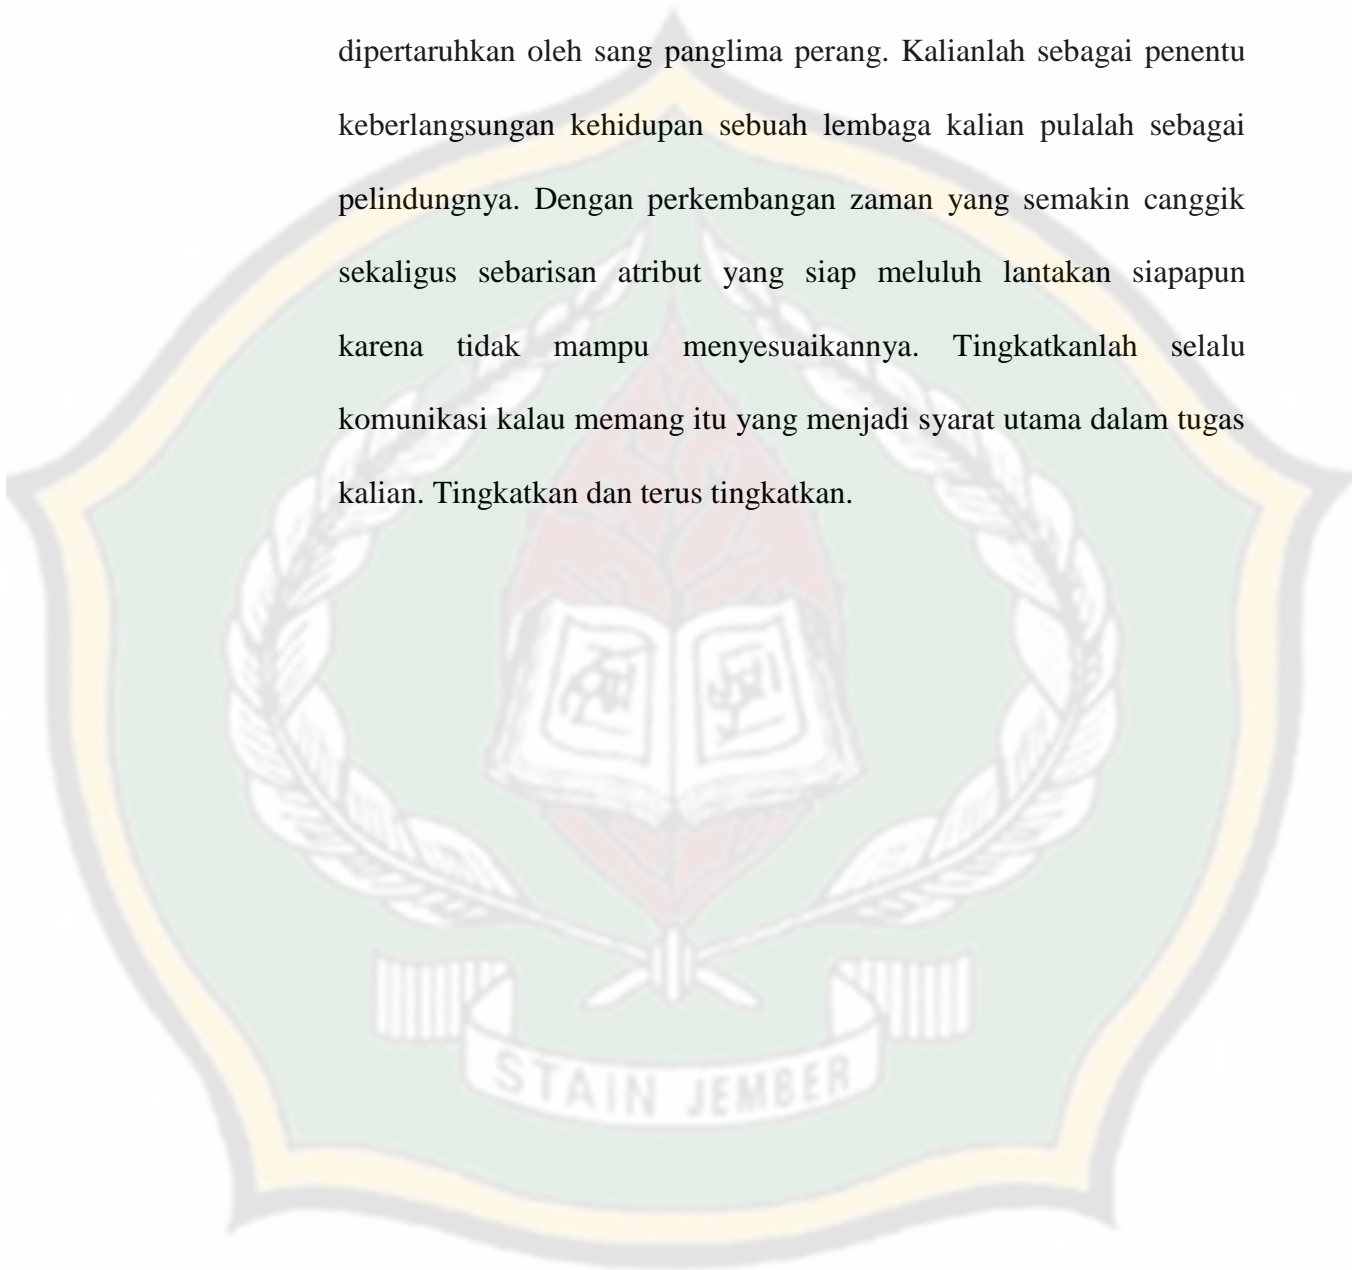 dipertaruhkan oleh sang panglima perang. Kalianlah sebagai penentu
keberlangsungan kehidupan sebuah lembaga kalian pulalah sebagai
pelindungnya. Dengan perkembangan zaman yang semakin canggik
sekaligus sebarisan atribut yang siap meluluh lantakan siapapun
karena tidak mampu menyesuaikannya. Tingkatkanlah selalu
komunikasi kalau memang itu yang menjadi syarat utama dalam tugas
kalian. Tingkatkan dan terus tingkatkan.
STAIN JEMBER